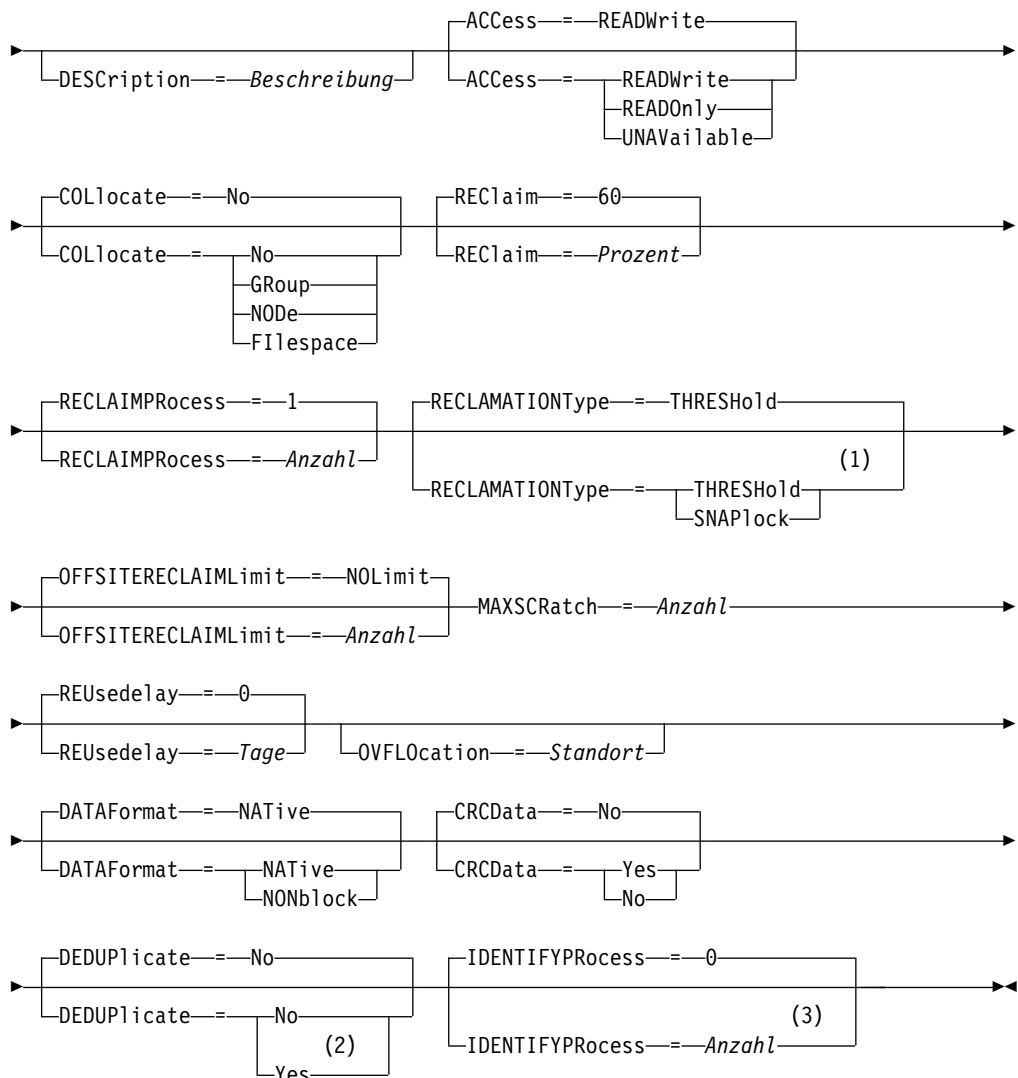 ACCess = READWrite
DESCription = Beschreibung ACCess = READWrite
READOnly
UNAVailable
COLlocate = No REClaim = 60
COLlocate = No REClaim = Prozent
GRoup
NODe
FIlespace
RECLAIMPRocess = 1 RECLAMATIONType = THRESHold
RECLAIMPRocess = Anzahl (1)
RECLAMATIONType = THRESHold
SNAPlock
OFFSITERECLAIMLimit = NOLimit MAXSCRatch = Anzahl
OFFSITERECLAIMLimit = Anzahl
REUsedelay = 0
REUsedelay = Tage OVFLOcation = Standort
DATAFormat = NATive CRCData = No
DATAFormat = NATive CRCData = Yes
NONblock No
DEDUPlicate = No IDENTIFYPRocess = 0
DEDUPlicate = No (3)
(2) IDENTIFYPRocess = Anzahl
Yes